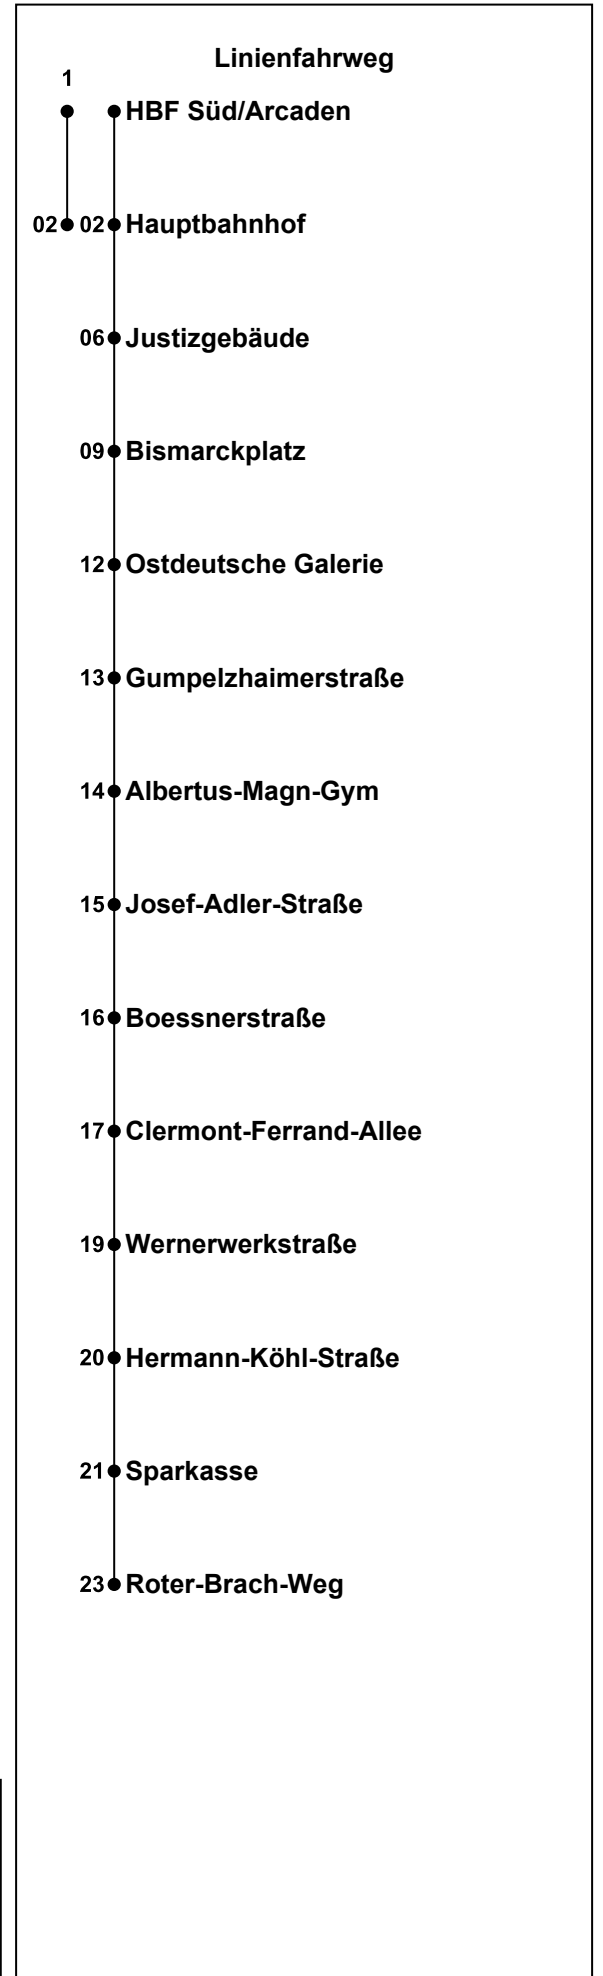 Linienfahrweg
1
HBF Süd/Arcaden
02 02 Hauptbahnhof
06 Justizgebäude
09 Bismarckplatz
12 Ostdeutsche Galerie
13 Gumpelzhaimerstraße
14 Albertus-Magn-Gym
15 Josef-Adler-Straße
16 Boessnerstraße
17 Clermont-Ferrand-Allee
19 Wernerwerkstraße
20 Hermann-Köhl-Straße
21 Sparkasse
23 Roter-Brach-Weg